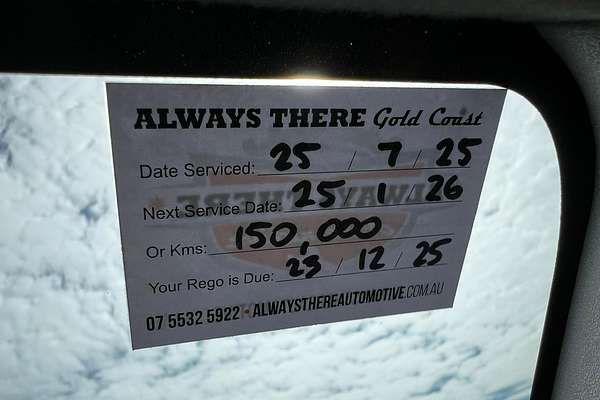 ALWAYS THERE Gold Coast
Date Serviced: 25 / 7 / 25
Next Service Date: 25 / 1 / 26
Or Kms: 150,000
Your Rego is Due: 23 / 12 / 25
07 5532 5922 • ALWAYSTHEREAUTOMOTIVE.COM.AU